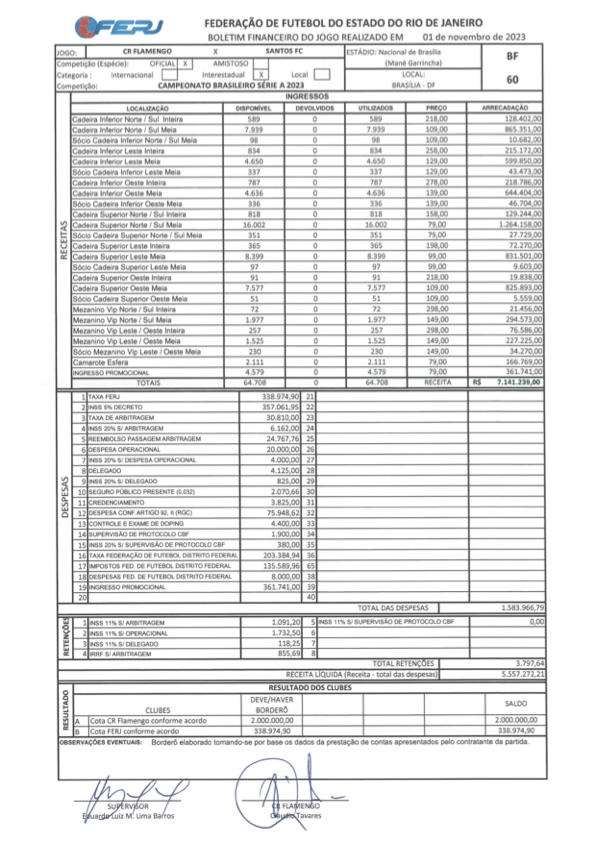 FERJ
FEDERAÇÃO DE FUTEBOL DO ESTADO DO RIO DE JANEIRO
BOLETIM FINANCEIRO DO JOGO REALIZADO EM 01 de novembro de 2023
JOGO: CR FLAMENGO X SANTOS FC ESTÁDIO: Nacional de Brasília BF
Competição (Espécie): OFICIAL X AMISTOSO (Mané Garrincha)
Categoria : Internacional Interestadual X Local LOCAL: 60
Competição: CAMPEONATO BRASILEIRO SÉRIE A 2023 BRASÍLIA - DF
RECEITAS
INGRESSOS
LOCALIZAÇÃO DISPONÍVEL DEVOLVIDOS UTILIZADOS PREÇO ARRECADAÇÃO
Cadeira Inferior Norte / Sul Inteira 589 0 589 218,00 128.402,00
Cadeira Inferior Norte / Sul Meia 7.939 0 7.939 109,00 865.351,00
Sócio Cadeira Inferior Norte / Sul Meia 98 0 98 109,00 10.682,00
Cadeira Inferior Leste Inteira 834 0 834 258,00 215.172,00
Cadeira Inferior Leste Meia 4.650 0 4.650 129,00 599.850,00
Sócio Cadeira Inferior Leste Meia 337 0 337 129,00 43.473,00
Cadeira Inferior Oeste Inteira 787 0 787 278,00 218.786,00
Cadeira Inferior Oeste Meia 4.636 0 4.636 139,00 644.404,00
Sócio Cadeira Inferior Oeste Meia 336 0 336 139,00 46.704,00
Cadeira Superior Norte / Sul Inteira 818 0 818 158,00 129.244,00
Cadeira Superior Norte / Sul Meia 16.002 0 16.002 79,00 1.264.158,00
Sócio Cadeira Superior Norte / Sul Meia 351 0 351 79,00 27.729,00
Cadeira Superior Leste Inteira 365 0 365 198,00 72.270,00
Cadeira Superior Leste Meia 8.399 0 8.399 99,00 831.501,00
Sócio Cadeira Superior Leste Meia 97 0 97 99,00 9.603,00
Cadeira Superior Oeste Inteira 91 0 91 218,00 19.838,00
Cadeira Superior Oeste Meia 7.577 0 7.577 109,00 825.893,00
Sócio Cadeira Superior Oeste Meia 51 0 51 109,00 5.559,00
Mezanino Vip Norte / Sul Inteira 72 0 72 298,00 21.456,00
Mezanino Vip Norte / Sul Meia 1.977 0 1.977 149,00 294.573,00
Mezanino Vip Leste / Oeste Inteira 257 0 257 298,00 76.586,00
Mezanino Vip Leste / Oeste Meia 1.525 0 1.525 149,00 227.225,00
Sócio Mezanino Vip Leste / Oeste Meia 230 0 230 149,00 34.270,00
Camarote Esfera 2.111 0 2.111 79,00 166.769,00
INGRESSO PROMOCIONAL 4.579 0 4.579 79,00 361.741,00
TOTAIS 64.708 0 64.708 RECEITA R$ 7.141.239,00
DESPESAS
1 TAXA FERJ 338.974,90 21
2 INSS 5% DECRETO 357.061,95 22
3 TAXA DE ARBITRAGEM 30.810,00 23
4 INSS 20% S/ ARBITRAGEM 6.162,00 24
5 REEMBOLSO PASSAGEM ARBITRAGEM 24.767,76 25
6 DESPESA OPERACIONAL 20.000,00 26
7 INSS 20% S/ DESPESA OPERACIONAL 4.000,00 27
8 DELEGADO 4.125,00 28
9 INSS 20% S/ DELEGADO 825,00 29
10 SEGURO PÚBLICO PRESENTE (0,032) 2.070,66 30
11 CREDENCIAMENTO 3.825,00 31
12 DESPESA CONF.ARTIGO 92, II (RGC) 75.948,62 32
13 CONTROLE E EXAME DE DOPING 4.400,00 33
14 SUPERVISÃO DE PROTOCOLO CBF 1.900,00 34
15 INSS 20% S/ SUPERVISÃO DE PROTOCOLO CBF 380,00 35
16 TAXA FEDERAÇÃO DE FUTEBOL DISTRITO FEDERAL 203.384,94 36
17 IMPOSTOS FED. DE FUTEBOL DISTRITO FEDERAL 135.589,96 65
18 DESPESAS FED. DE FUTEBOL DISTRITO FEDERAL 8.000,00 38
19 INGRESSO PROMOCIONAL 361.741,00 39
20 40
TOTAL DAS DESPESAS 1.583.966,79
RETENÇÕES
1 INSS 11% S/ ARBITRAGEM 1.091,20 5 INSS 11% S/ SUPERVISÃO DE PROTOCOLO CBF 0,00
2 INSS 11% S/ OPERACIONAL 1.732,50 6
3 INSS 11% S/ DELEGADO 118,25 7
4 IRRF S/ ARBITRAGEM 855,69 8
TOTAL RETENÇÕES 3.797,64
RECEITA LÍQUIDA (Receita - total das despesas) 5.557.272,21
RESULTADO
RESULTADO DOS CLUBES
CLUBES DEVE/HAVER BORDERÔ SALDO
A Cota CR Flamengo conforme acordo 2.000.000,00 2.000.000,00
B Cota FERJ conforme acordo 338.974,90 338.974,90
OBSERVAÇÕES EVENTUAIS: Borderô elaborado tomando-se por base os dados da prestação de contas apresentados pelo contratante da partida.
SUPERVISOR CR FLAMENGO
Eduardo Luiz M. Lima Barros Claudio Tavares